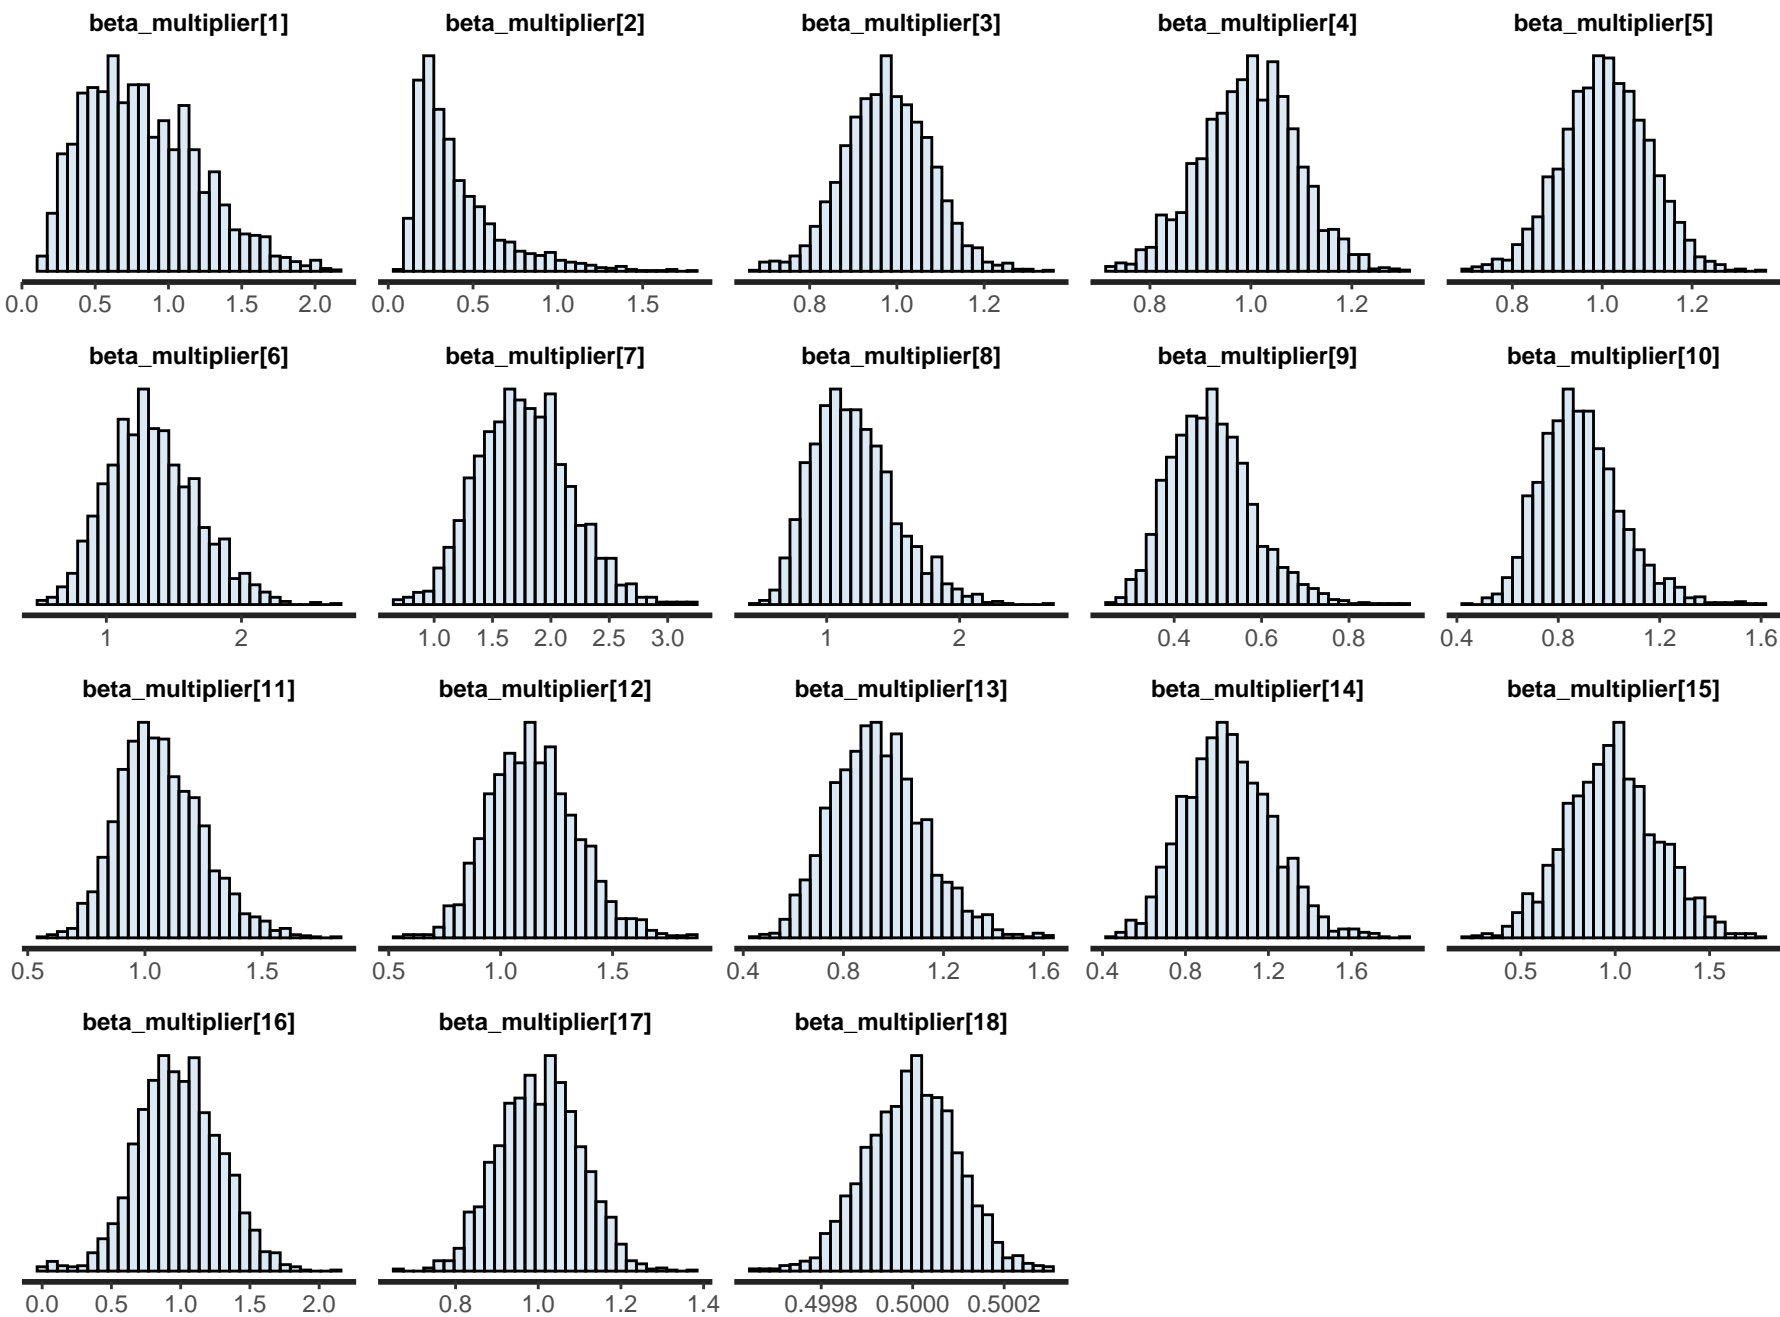 beta_multiplier[1] beta_multiplier[2] beta_multiplier[3] beta_multiplier[4] beta_multiplier[5]
0.0 0.5 1.0 1.5 2.0 0.0 0.5 1.0 1.5 0.8 1.0 1.2 0.8 1.0 1.2 0.8 1.0 1.2
beta_multiplier[6] beta_multiplier[7] beta_multiplier[8] beta_multiplier[9] beta_multiplier[10]
1 2 1.0 1.5 2.0 2.5 3.0 1 2 0.4 0.6 0.8 0.4 0.8 1.2 1.6
beta_multiplier[11] beta_multiplier[12] beta_multiplier[13] beta_multiplier[14] beta_multiplier[15]
0.5 1.0 1.5 0.5 1.0 1.5 0.4 0.8 1.2 1.6 0.4 0.8 1.2 1.6 0.5 1.0 1.5
beta_multiplier[16] beta_multiplier[17] beta_multiplier[18]
0.0 0.5 1.0 1.5 2.0 0.8 1.0 1.2 1.4 0.4998 0.5000 0.5002